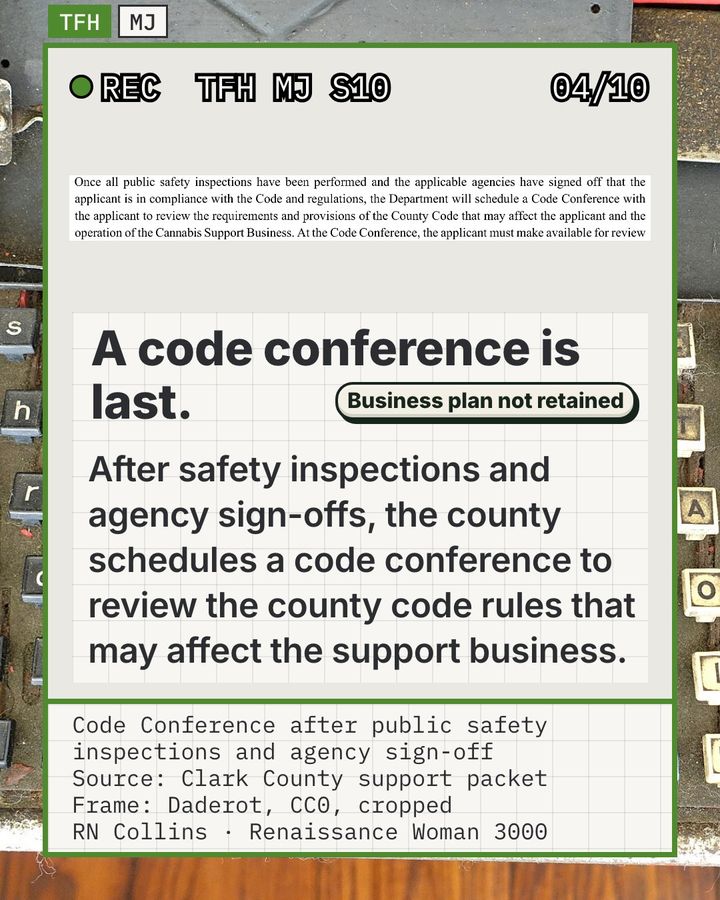 TFH MJ
REC TFH MJ S10 04/10
Once all public safety inspections have been performed and the applicable agencies have signed off that the
applicant is in compliance with the Code and regulations, the Department will schedule a Code Conference with
the applicant to review the requirements and provisions of the County Code that may affect the applicant and the
operation of the Cannabis Support Business. At the Code Conference, the applicant must make available for review
A code conference is
last.
Business plan not retained
After safety inspections and
agency sign-offs, the county
schedules a code conference to
review the county code rules that
may affect the support business.
Code Conference after public safety
inspections and agency sign-off
Source: Clark County support packet
Frame: Daderot, CC0, cropped
RN Collins · Renaissance Woman 3000
s
h
r
A
O